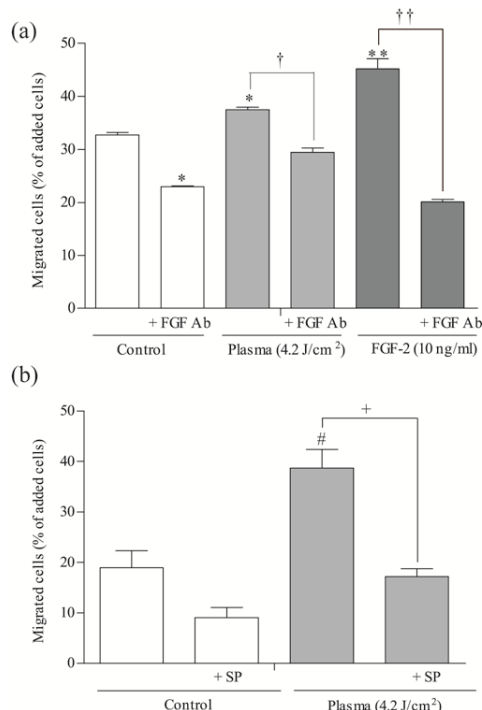 (a)
Migrated cells (% of added cells)
50
40
30
20
10
0
*
*
†
**
††
+ FGF Ab
+ FGF Ab
+ FGF Ab
Control
Plasma (4.2 J/cm²)
FGF-2 (10 ng/ml)
(b)
Migrated cells (% of added cells)
50
40
30
20
10
0
#
+
+ SP
+ SP
Control
Plasma (4.2 J/cm²)